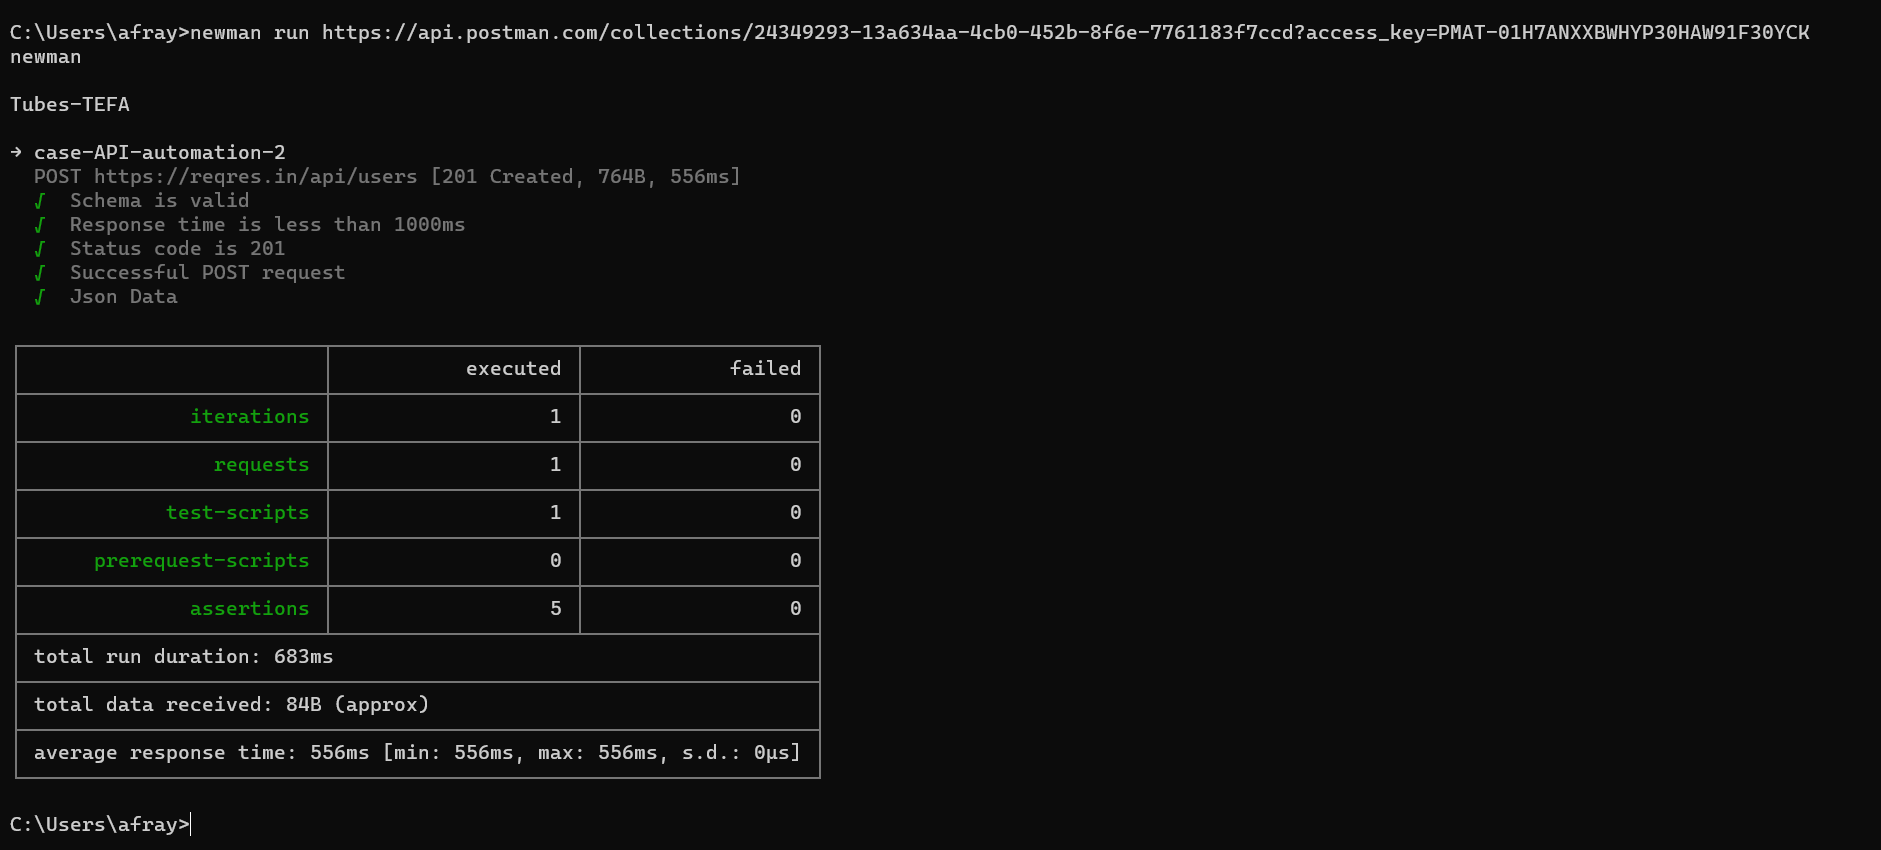 C:\Users\afray>newman run https://api.postman.com/collections/24349293-13a634aa-4cb0-452b-8f6e-7761183f7ccd?access_key=PMAT-01H7ANXXBWHYP30HAW91F30YCK
newman
Tubes-TEFA
→ case-API-automation-2
POST https://reqres.in/api/users [201 Created, 764B, 556ms]
√ Schema is valid
√ Response time is less than 1000ms
√ Status code is 201
√ Successful POST request
√ Json Data
executed failed
iterations 1 0
requests 1 0
test-scripts 1 0
prerequest-scripts 0 0
assertions 5 0
total run duration: 683ms
total data received: 84B (approx)
average response time: 556ms [min: 556ms, max: 556ms, s.d.: 0µs]
C:\Users\afray>